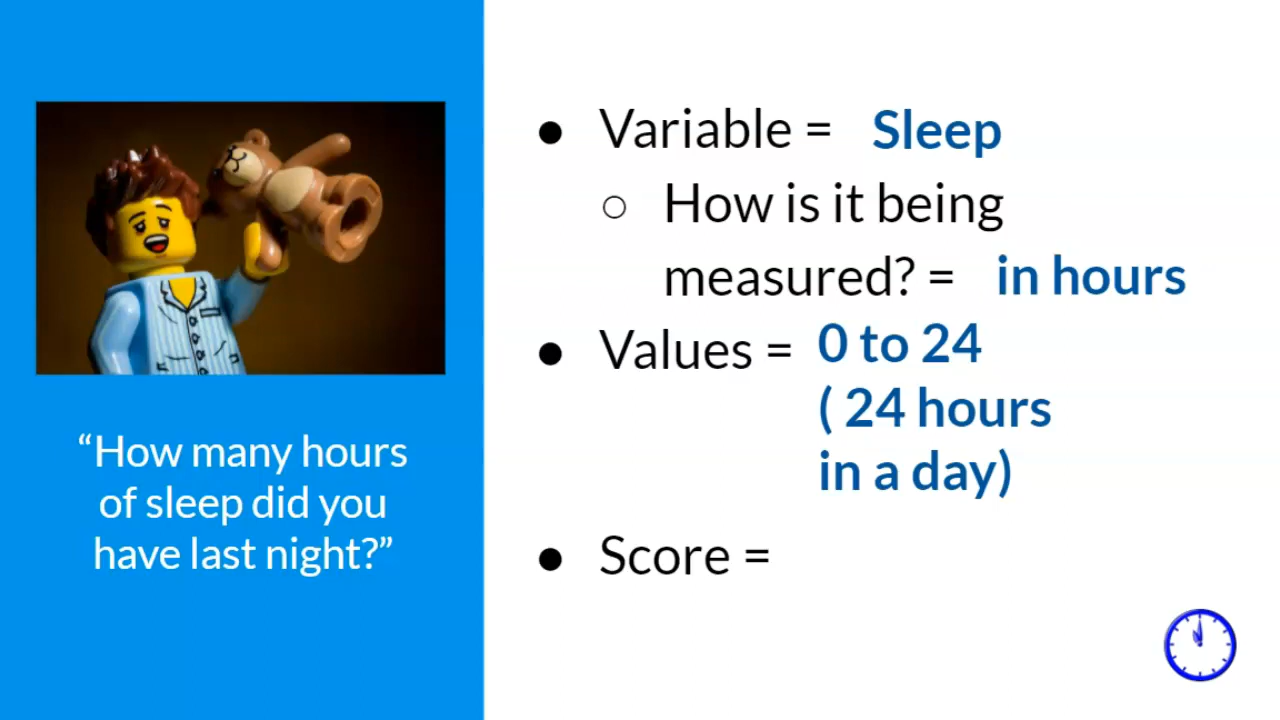 “How many hours
of sleep did you
have last night?”
● Variable = Sleep
○ How is it being
measured? = in hours
● Values = 0 to 24
( 24 hours
in a day)
● Score =